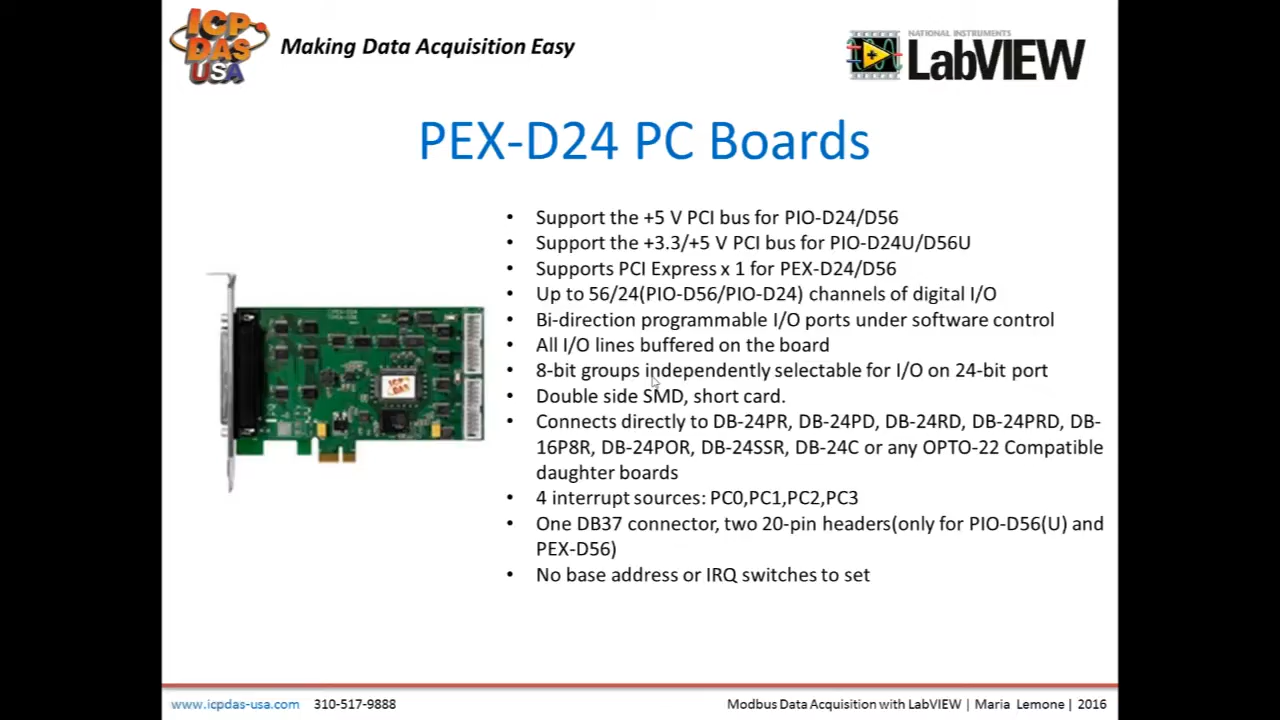 ICP
DAS
USA
Making Data Acquisition Easy
NATIONAL INSTRUMENTS
LabVIEW
PEX-D24 PC Boards
• Support the +5 V PCI bus for PIO-D24/D56
• Support the +3.3/+5 V PCI bus for PIO-D24U/D56U
• Supports PCI Express x 1 for PEX-D24/D56
• Up to 56/24(PIO-D56/PIO-D24) channels of digital I/O
• Bi-direction programmable I/O ports under software control
• All I/O lines buffered on the board
• 8-bit groups independently selectable for I/O on 24-bit port
• Double side SMD, short card.
• Connects directly to DB-24PR, DB-24PD, DB-24RD, DB-24PRD, DB-
16P8R, DB-24POR, DB-24SSR, DB-24C or any OPTO-22 Compatible
daughter boards
• 4 interrupt sources: PC0,PC1,PC2,PC3
• One DB37 connector, two 20-pin headers(only for PIO-D56(U) and
PEX-D56)
• No base address or IRQ switches to set
ICP
DAS
www.icpdas-usa.com 310-517-9888
Modbus Data Acquisition with LabVIEW | Maria Lemone | 2016